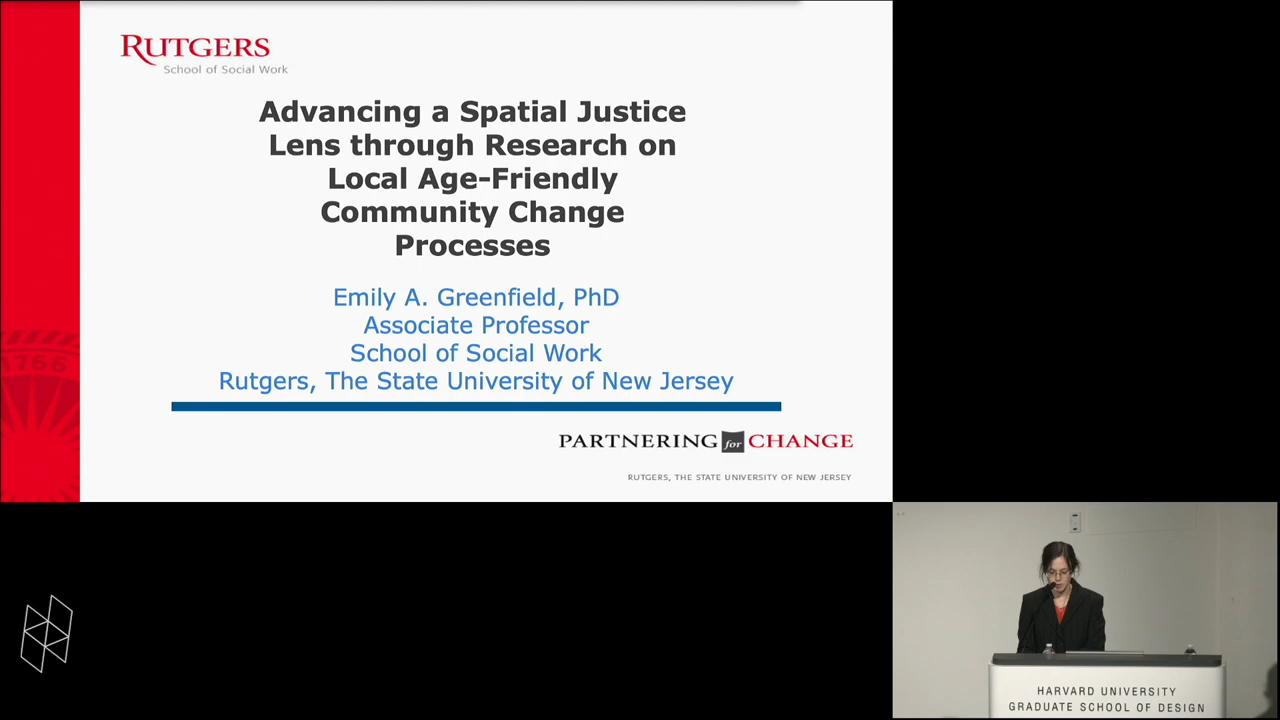 RUTGERS
School of Social Work
Advancing a Spatial Justice
Lens through Research on
Local Age-Friendly
Community Change
Processes
Emily A. Greenfield, PhD
Associate Professor
School of Social Work
Rutgers, The State University of New Jersey
1766
PARTNERING for CHANGE
RUTGERS, THE STATE UNIVERSITY OF NEW JERSEY
HARVARD UNIVERSITY
GRADUATE SCHOOL OF DESIGN